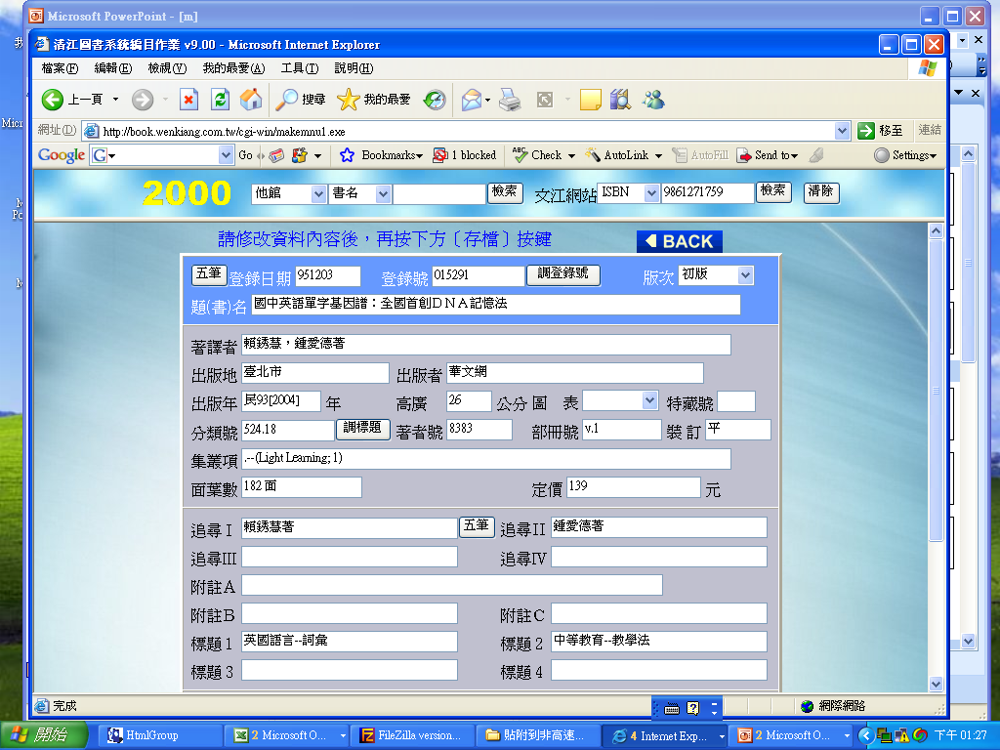 Microsoft PowerPoint - [m]
清江圖書系統編目作業 v9.00 - Microsoft Internet Explorer
檔案(F) 編輯(E) 檢視(V) 我的最愛(A) 工具(T) 說明(H)
上一頁 搜尋 我的最愛
網址(D) http://book.wenkiang.com.tw/cgi-win/makemnu1.exe 移至 連結
Google G Go Bookmarks 1 blocked ABC Check AutoLink AutoFill Send to Settings
2000 他館 書名 檢索 文江網站 ISBN 9861271759 檢索 清除
請修改資料內容後，再按下方〔存檔〕按鍵 BACK
五筆 登錄日期 951203 登錄號 015291 調登錄號 版次 初版
題(書)名 國中英語單字基因譜：全國首創ＤＮＡ記憶法
著譯者 賴銹慧，鍾愛德著
出版地 臺北市 出版者 華文網
出版年 民93[2004] 年 高廣 26 公分 圖 表 特藏號
分類號 524.18 調標題 著者號 8383 部冊號 v.1 裝訂 平
集叢項 .--(Light Learning; 1)
面葉數 182 面 定價 139 元
追尋Ⅰ 賴銹慧著 五筆 追尋Ⅱ 鍾愛德著
追尋Ⅲ 追尋Ⅳ
附註Ａ
附註Ｂ 附註Ｃ
標題１ 英國語言--詞彙 標題２ 中等教育--教學法
標題３ 標題４
完成 網際網路
開始 HtmlGroup 2 Microsoft O... FileZilla version... 貼附到非高速... 4 Internet Exp... 2 Microsoft O... 下午 01:27